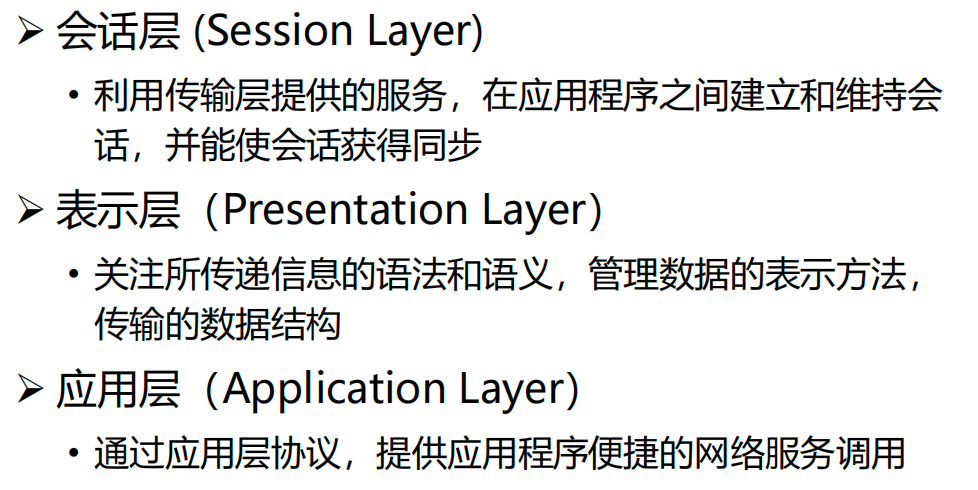 ➢ 会话层 (Session Layer)
• 利用传输层提供的服务，在应用程序之间建立和维持会
话，并能使会话获得同步
➢ 表示层（Presentation Layer）
• 关注所传递信息的语法和语义，管理数据的表示方法，
传输的数据结构
➢ 应用层（Application Layer）
• 通过应用层协议，提供应用程序便捷的网络服务调用